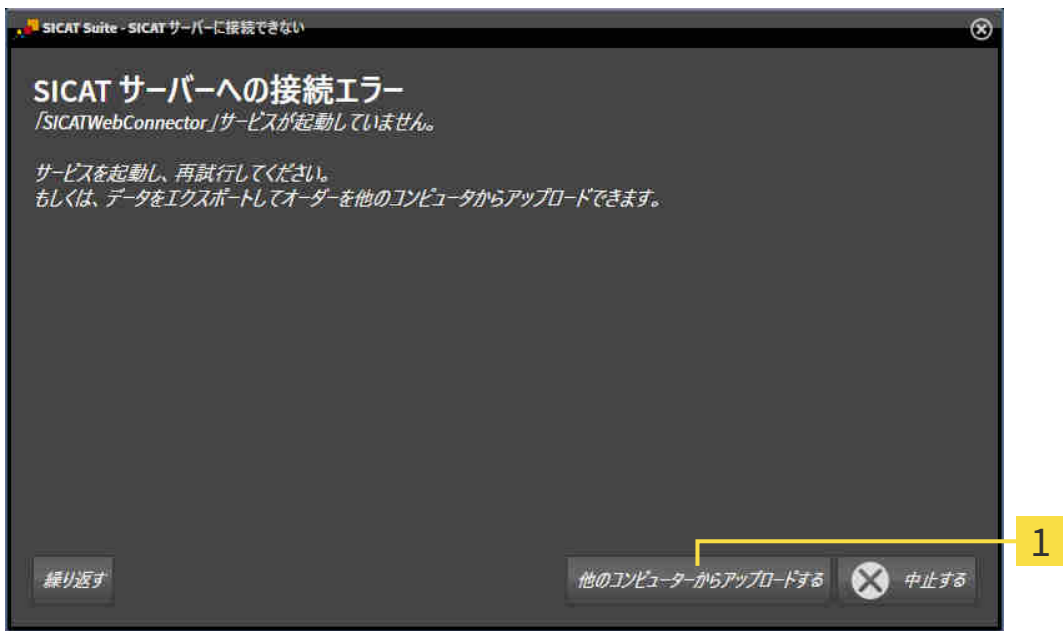 SICAT Suite - SICAT サーバーに接続できない
SICAT サーバーへの接続エラー
「SICATWebConnector」サービスが起動していません。
サービスを起動し、再試行してください。
もしくは、データをエクスポートしてオーダーを他のコンピュータからアップロードできます。
1
繰り返す
他のコンピューターからアップロードする
中止する